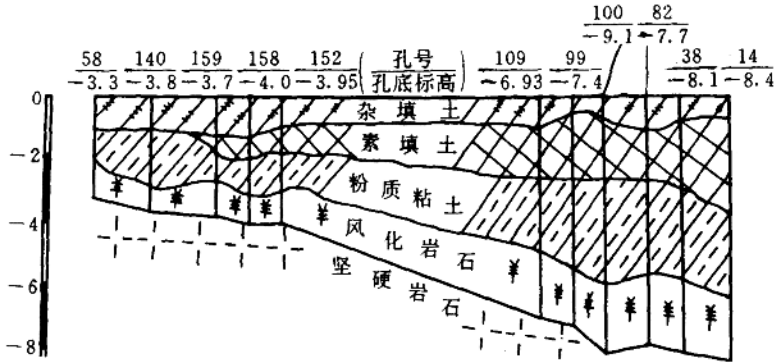 100 82
-9.1 -7.7
58 140 159 158 152 (孔号 109 99 38 14
-3.3 -3.8 -3.7 -4.0 -3.95 孔底标高) -6.93 -7.4 -8.1 -8.4
0
杂填土
素填土
-2
粉质粘土
-4
风化岩石
坚硬岩石
-6
-8